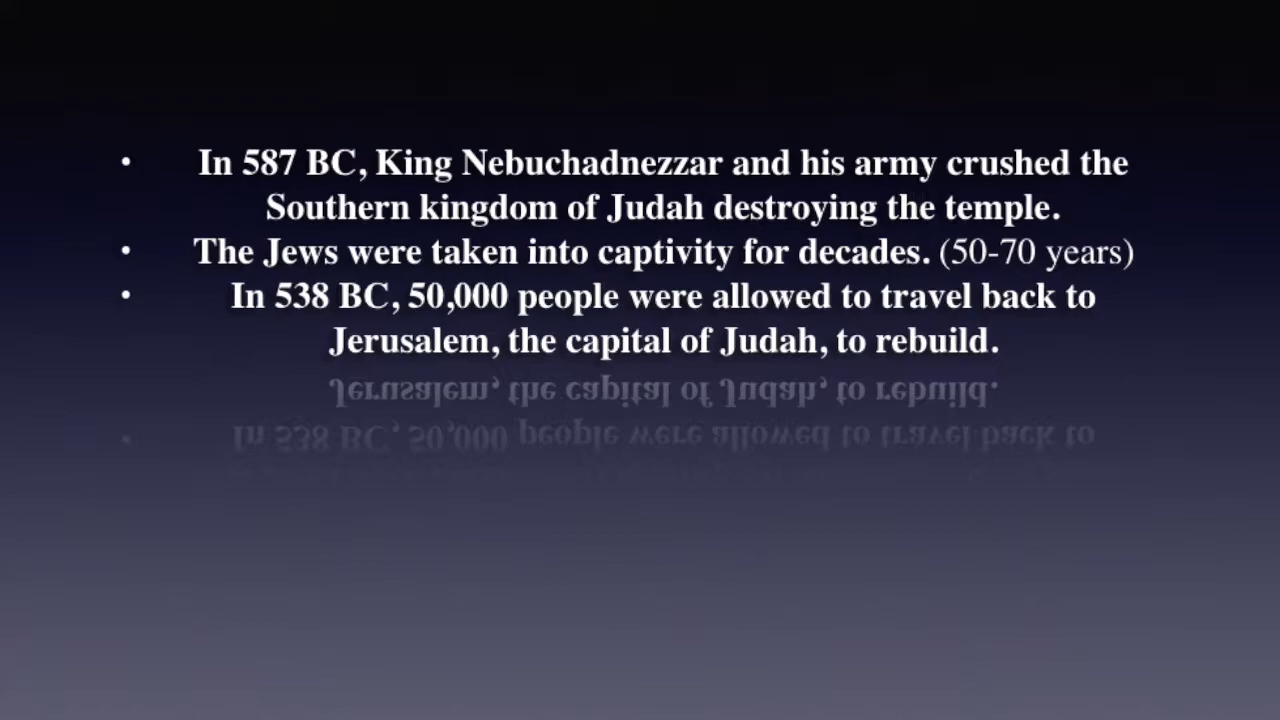 • In 587 BC, King Nebuchadnezzar and his army crushed the
Southern kingdom of Judah destroying the temple.
• The Jews were taken into captivity for decades. (50-70 years)
• In 538 BC, 50,000 people were allowed to travel back to
Jerusalem, the capital of Judah, to rebuild.